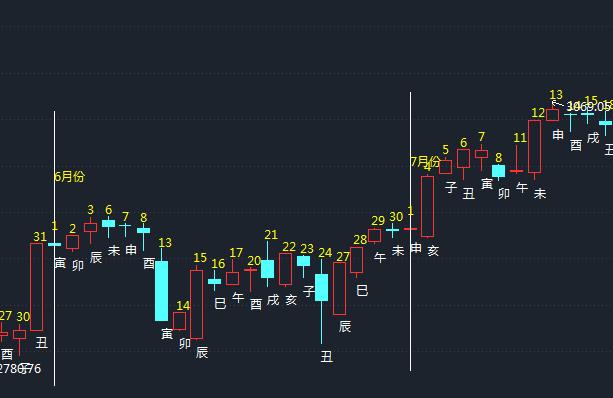 27
酉
30
31
丑
6月份
1
寅
2
卯
3
辰
6
未
7
申
8
酉
13
寅
14
卯
15
辰
16
巳
17
午
20
酉
21
戌
22
亥
23
子
24
丑
27
辰
28
巳
29
午
30
未
7月份
1
申
4
亥
5
子
6
丑
7
寅
8
卯
11
午
12
未
13
申
3069.05
酉
15
戌
18
丑